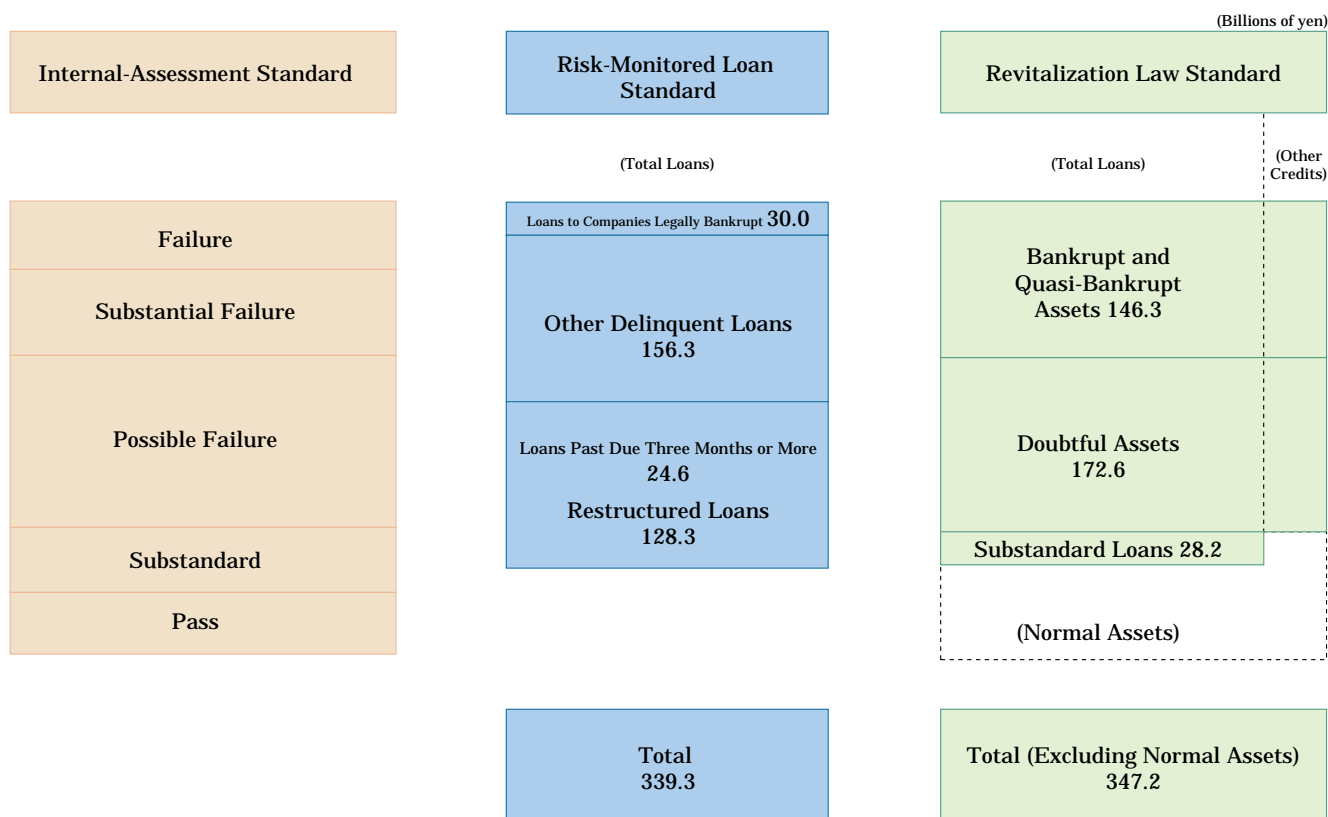 (Billions of yen)
Internal-Assessment Standard
Risk-Monitored Loan
Standard
Revitalization Law Standard
(Total Loans)
(Total Loans)
(Other
Credits)
Failure
Substantial Failure
Possible Failure
Substandard
Pass
Loans to Companies Legally Bankrupt 30.0
Other Delinquent Loans
156.3
Loans Past Due Three Months or More
24.6
Restructured Loans
128.3
Bankrupt and
Quasi-Bankrupt
Assets 146.3
Doubtful Assets
172.6
Substandard Loans 28.2
(Normal Assets)
Total
339.3
Total (Excluding Normal Assets)
347.2